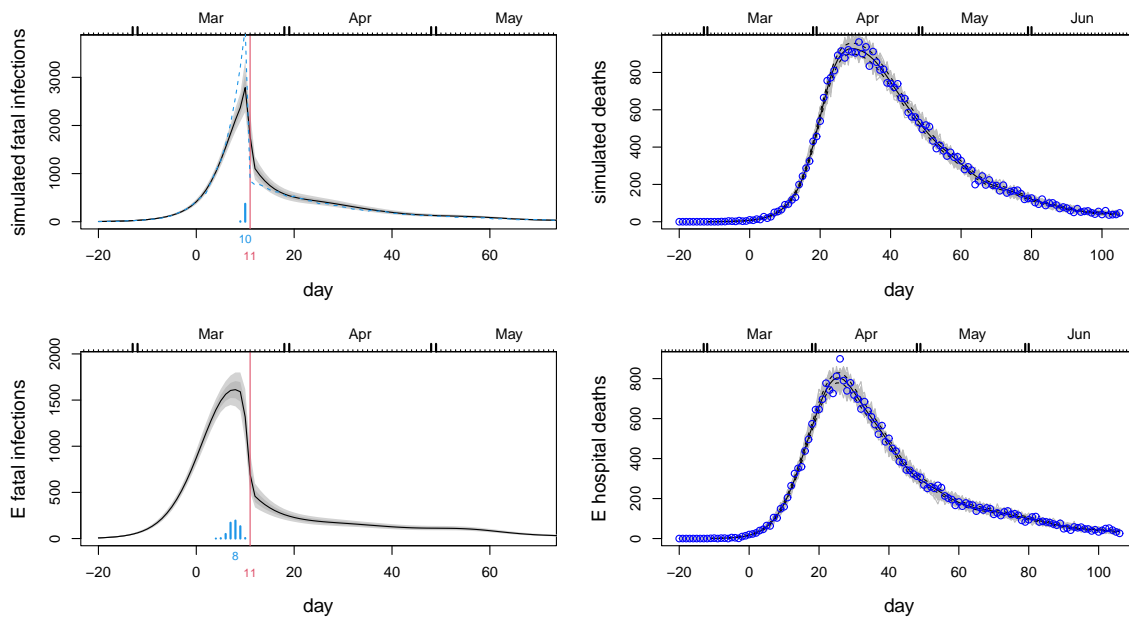 Mar Apr May
simulated fatal infections
3000
2000
1000
0
10
11
−20 0 20 40 60
day
Mar Apr May Jun
simulated deaths
800
600
400
200
0
−20 0 20 40 60 80 100
day
Mar Apr May
E fatal infections
2000
1500
1000
500
0
8
11
−20 0 20 40 60
day
Mar Apr May Jun
E hospital deaths
800
600
400
200
0
−20 0 20 40 60 80 100
day